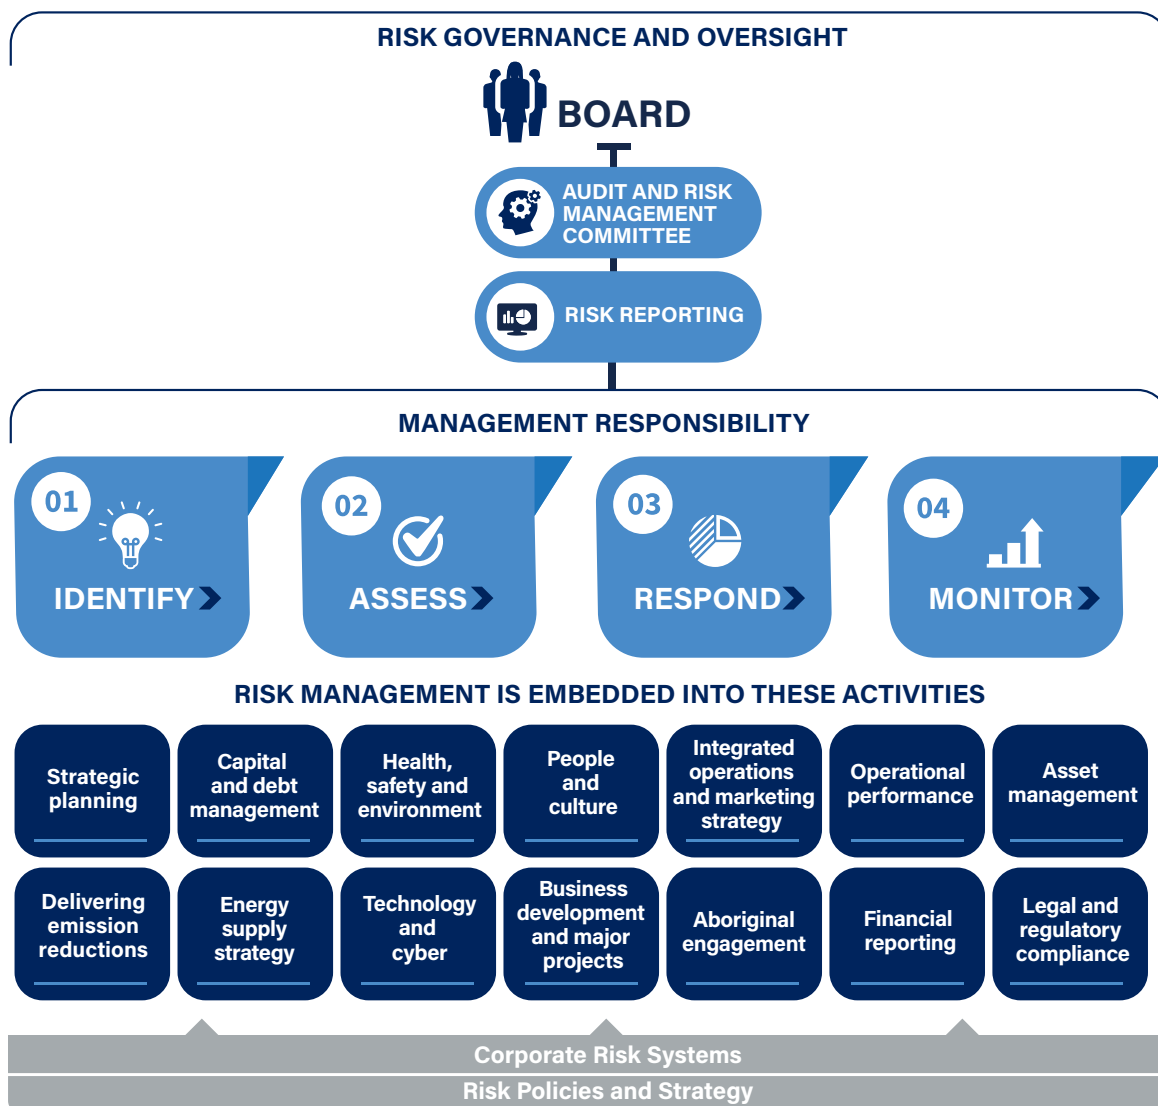 RISK GOVERNANCE AND OVERSIGHT
BOARD
AUDIT AND RISK
MANAGEMENT
COMMITTEE
RISK REPORTING
MANAGEMENT RESPONSIBILITY
01
IDENTIFY
02
ASSESS
03
RESPOND
04
MONITOR
RISK MANAGEMENT IS EMBEDDED INTO THESE ACTIVITIES
Strategic
planning
Capital
and debt
management
Health,
safety and
environment
People
and
culture
Integrated
operations
and marketing
strategy
Operational
performance
Asset
management
Delivering
emission
reductions
Energy
supply
strategy
Technology
and
cyber
Business
development
and major
projects
Aboriginal
engagement
Financial
reporting
Legal and
regulatory
compliance
Corporate Risk Systems
Risk Policies and Strategy